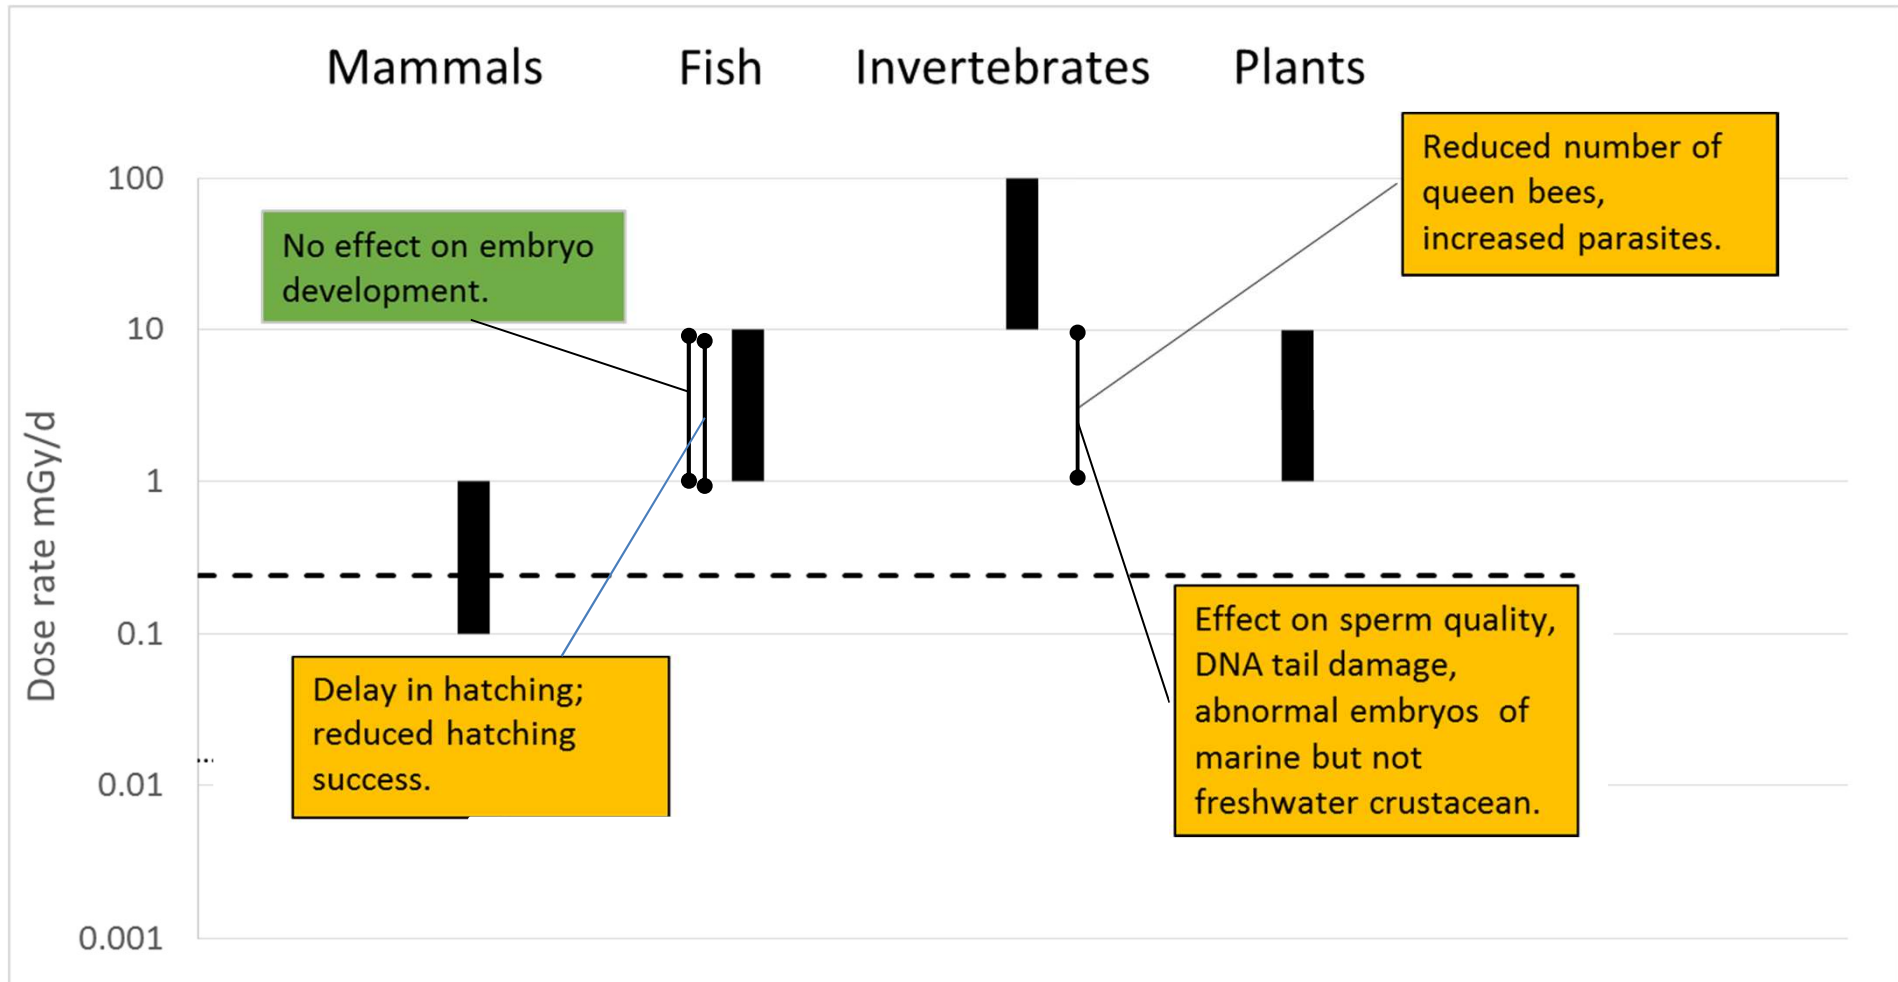 Mammals
Fish
Invertebrates
Plants
Reduced number of
queen bees,
increased parasites.
100
No effect on embryo
development.
10
Dose rate mGy/d
1
0.1
Effect on sperm quality,
DNA tail damage,
abnormal embryos of
marine but not
freshwater crustacean.
Delay in hatching;
reduced hatching
success.
0.01
0.001